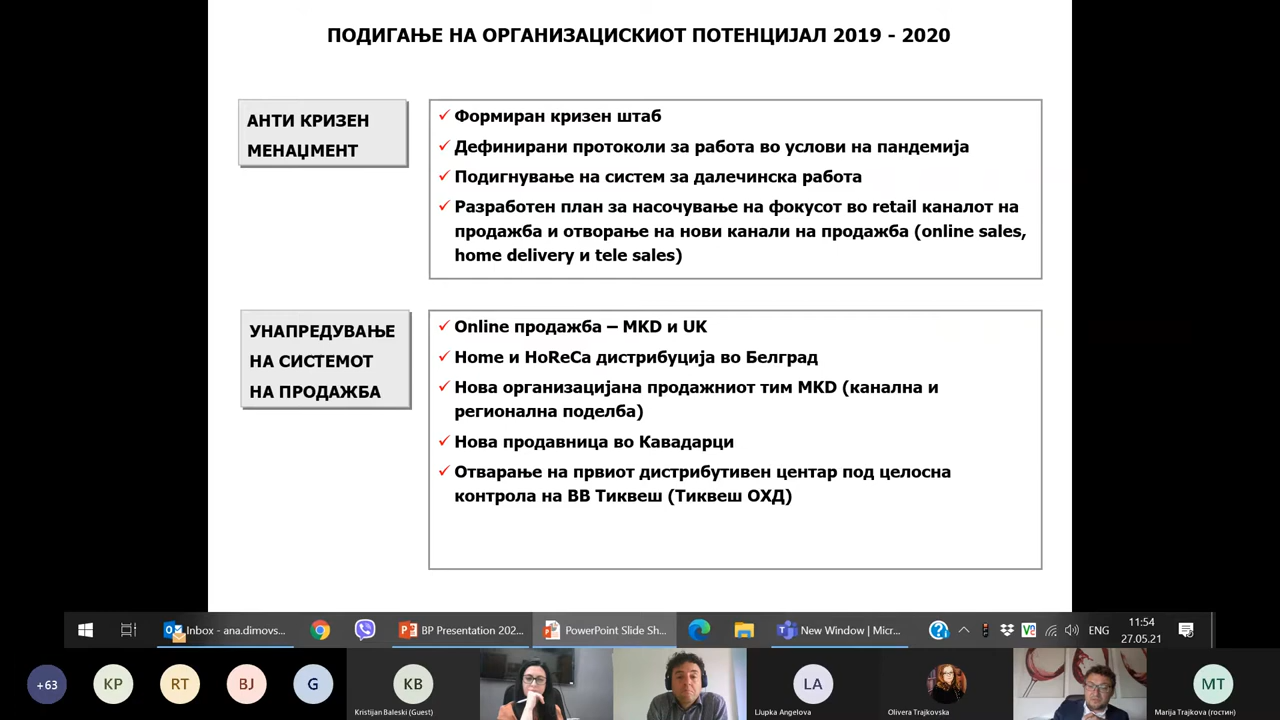 ПОДИГАЊЕ НА ОРГАНИЗАЦИСКИОТ ПОТЕНЦИЈАЛ 2019 - 2020
АНТИ КРИЗЕН
МЕНАЏМЕНТ
Формиран кризен штаб
Дефинирани протоколи за работа во услови на пандемија
Подигнување на систем за далечинска работа
Разработен план за насочување на фокусот во retail каналот на
продажба и отворање на нови канали на продажба (online sales,
home delivery и tele sales)
УНАПРЕДУВАЊЕ
НА СИСТЕМОТ
НА ПРОДАЖБА
Online продажба – MKD и UK
Home и HoReCa дистрибуција во Белград
Нова организацијана продажниот тим MKD (канална и
регионална поделба)
Нова продавница во Кавадарци
Отварање на првиот дистрибутивен центар под целосна
контрола на ВВ Тиквеш (Тиквеш ОХД)
Inbox - ana.dimovs...
BP Presentation 202...
PowerPoint Slide Sh...
New Window | Micr...
ENG
11:54
27.05.21
+63
KP
RT
BJ
G
KB
Kristijan Baleski (Guest)
LA
LJupka Angelova
Olivera Trajkovska
MT
Marija Trajkova (гостин)